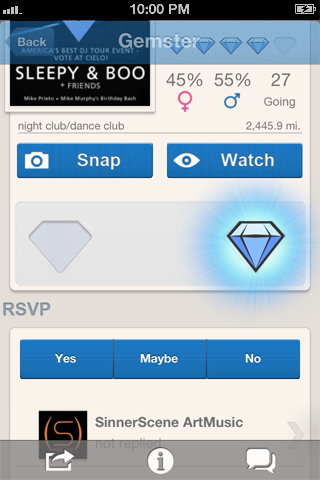 10:00 PM
Back
Gemster
AMERICA'S BEST DJ TOUR EVENT -
VOTE AT CIELO!
SLEEPY & BOO
+ FRIENDS
Mike Prieto + Mike Murphy's Birthday Bash
45% 55% 27
Going
night club/dance club 2,445.9 mi.
Snap Watch
RSVP
Yes Maybe No
SinnerScene ArtMusic
not replied